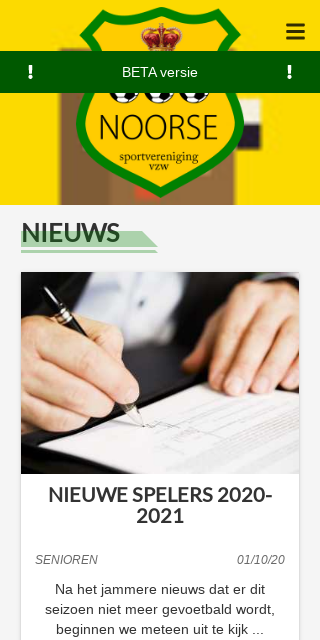 ! BETA versie !
NOORSE
sportvereniging
vzw
NIEUWS
NIEUWE SPELERS 2020-
2021
SENIOREN 01/10/20
Na het jammere nieuws dat er dit
seizoen niet meer gevoetbald wordt,
beginnen we meteen uit te kijk ...